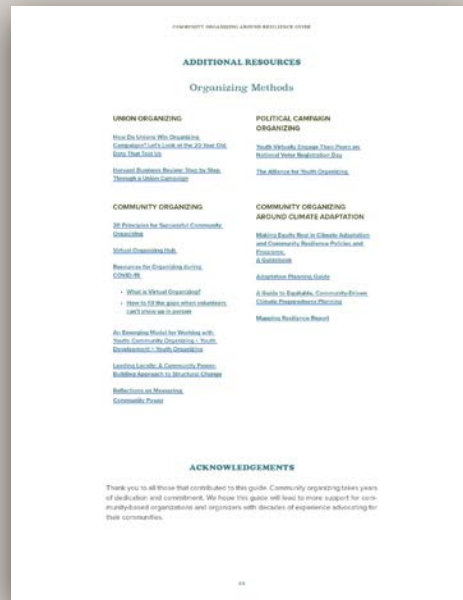 COMMUNITY ORGANIZING AROUND RESILIENCE GUIDE
ADDITIONAL RESOURCES
Organizing Methods
UNION ORGANIZING
How Do Unions Win Organizing
Campaigns? Let's Look at the 20 Year Old
Data That Told Us
Harvard Business Review: Step by Step
Through a Union Campaign
POLITICAL CAMPAIGN
ORGANIZING
Youth Virtually Engage Their Peers on
National Voter Registration Day
The Alliance for Youth Organizing
COMMUNITY ORGANIZING
20 Principles for Successful Community
Organizing
Virtual Organizing Hub
Resources for Organizing during
COVID-19:
• What is Virtual Organizing?
• How to fill the gaps when volunteers
can't show up in person
An Emerging Model for Working with
Youth: Community Organizing + Youth
Development = Youth Organizing
Leading Locally: A Community Power-
Building Approach to Structural Change
Reflections on Measuring
Community Power
COMMUNITY ORGANIZING
AROUND CLIMATE ADAPTATION
Making Equity Real in Climate Adaptation
and Community Resilience Policies and
Programs:
A Guidebook
Adaptation Planning Guide
A Guide to Equitable, Community-Driven
Climate Preparedness Planning
Mapping Resilience Report
ACKNOWLEDGEMENTS
Thank you to all those that contributed to this guide. Community organizing takes years
of dedication and commitment. We hope this guide will lead to more support for com-
munity-based organizations and organizers with decades of experience advocating for
their communities.